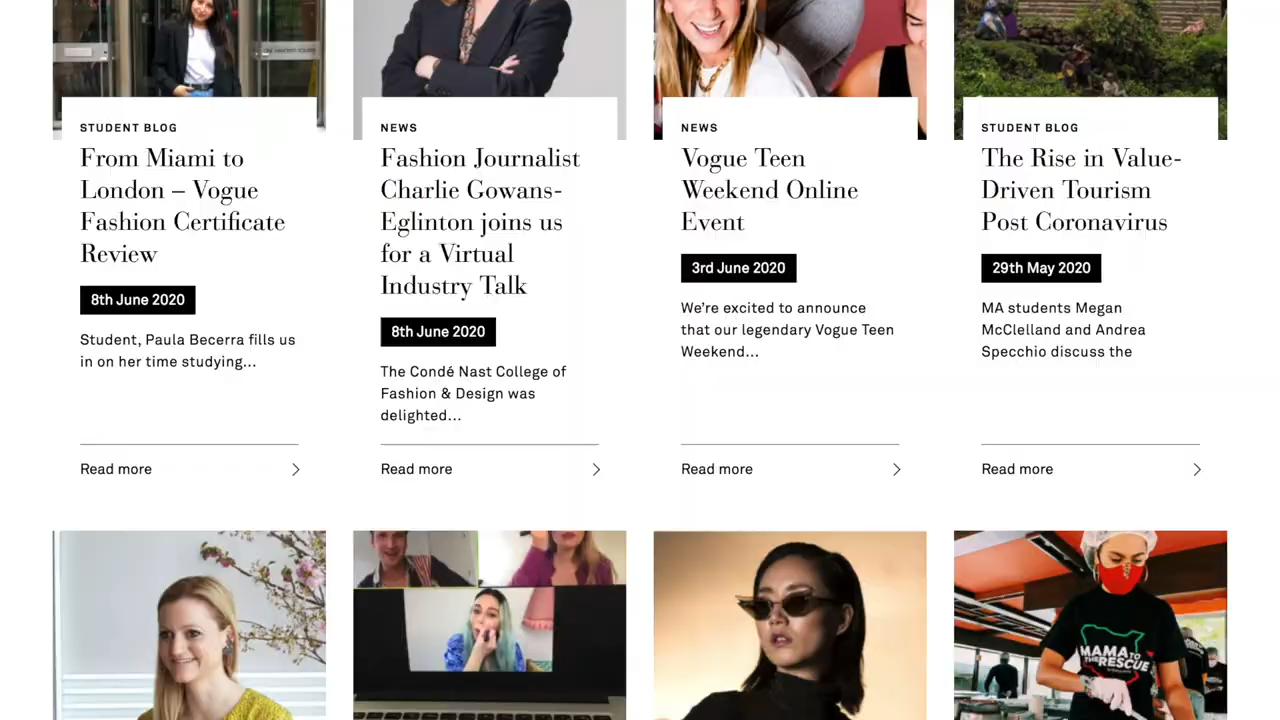 STUDENT BLOG
From Miami to
London – Vogue
Fashion Certificate
Review
8th June 2020
Student, Paula Becerra fills us
in on her time studying...
Read more
NEWS
Fashion Journalist
Charlie Gowans-
Eglinton joins us
for a Virtual
Industry Talk
8th June 2020
The Condé Nast College of
Fashion & Design was
delighted...
Read more
NEWS
Vogue Teen
Weekend Online
Event
3rd June 2020
We’re excited to announce
that our legendary Vogue Teen
Weekend...
Read more
STUDENT BLOG
The Rise in Value-
Driven Tourism
Post Coronavirus
29th May 2020
MA students Megan
McClelland and Andrea
Specchio discuss the
Read more
MAMA TO
THE RESCUE